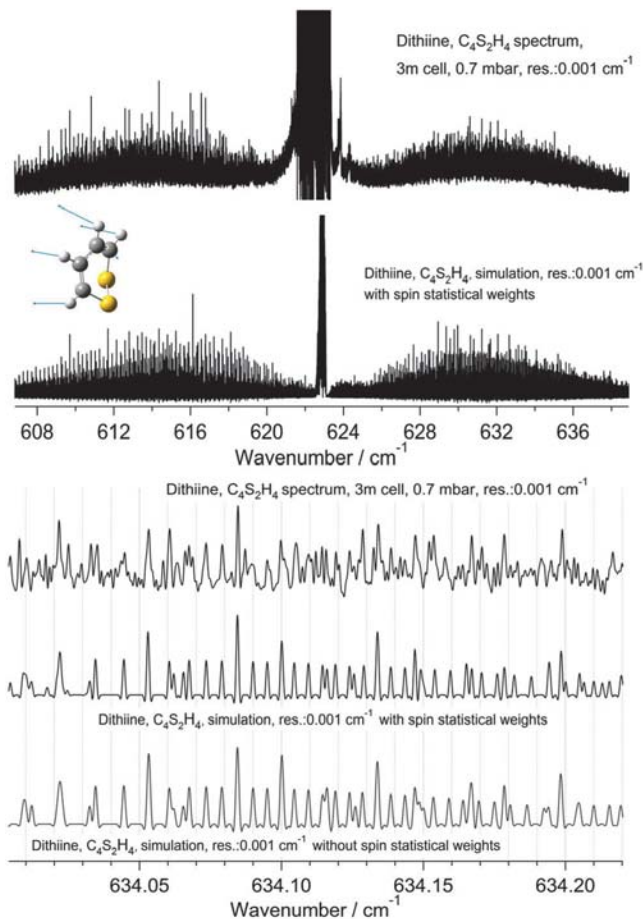 Dithiine, C₄S₂H₄ spectrum,
3m cell, 0.7 mbar, res.:0.001 cm⁻¹
Dithiine, C₄S₂H₄, simulation, res.:0.001 cm⁻¹
with spin statistical weights
608 612 616 620 624 628 632 636
Wavenumber / cm⁻¹
Dithiine, C₄S₂H₄ spectrum, 3m cell, 0.7 mbar, res.:0.001 cm⁻¹
Dithiine, C₄S₂H₄, simulation, res.:0.001 cm⁻¹ with spin statistical weights
Dithiine, C₄S₂H₄, simulation, res.:0.001 cm⁻¹ without spin statistical weights
634.05 634.10 634.15 634.20
Wavenumber / cm⁻¹